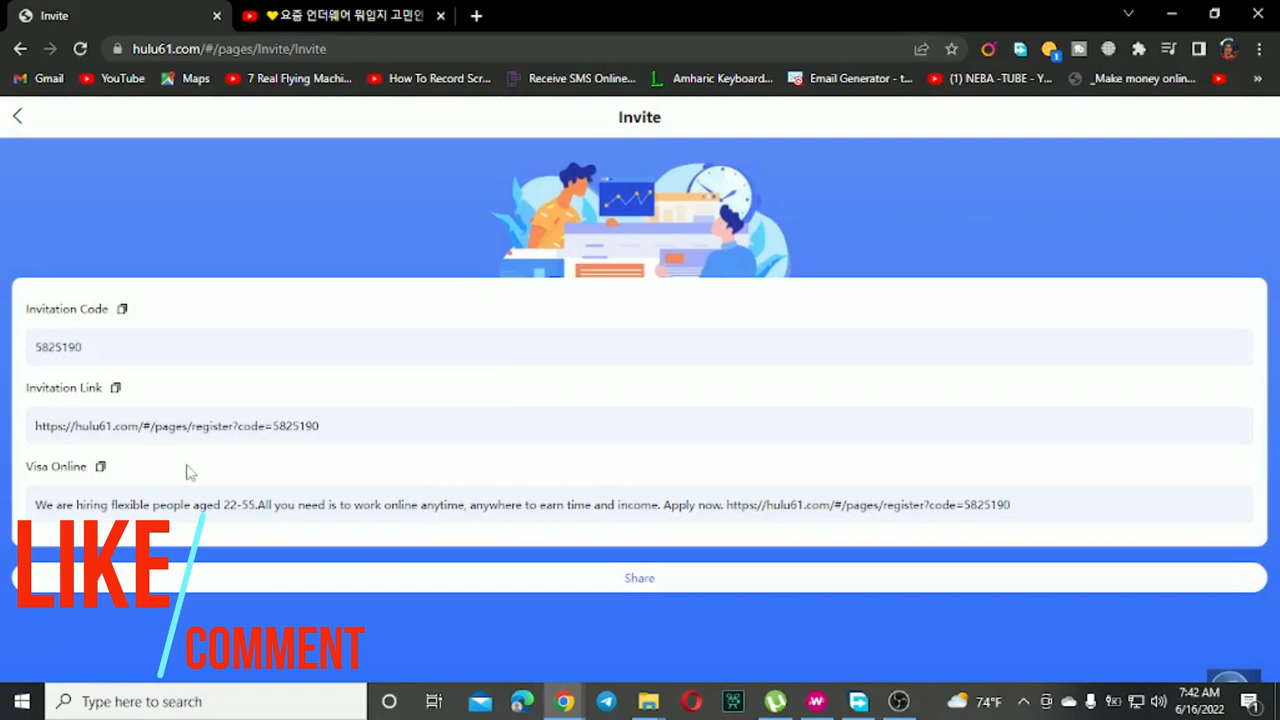 Invite
💛요즘 언더웨어 뭐입지 고민인
hulu61.com/#/pages/Invite/Invite
Gmail
YouTube
Maps
7 Real Flying Machi...
How To Record Scr...
Receive SMS Online...
Amharic Keyboard...
Email Generator - t...
(1) NEBA -TUBE - Y...
_Make money onlin...
»
Invite
Invitation Code
5825190
Invitation Link
https://hulu61.com/#/pages/register?code=5825190
Visa Online
We are hiring flexible people aged 22-55.All you need is to work online anytime, anywhere to earn time and income. Apply now. https://hulu61.com/#/pages/register?code=5825190
Share
LIKE
COMMENT
Type here to search
74°F
7:42 AM
6/16/2022